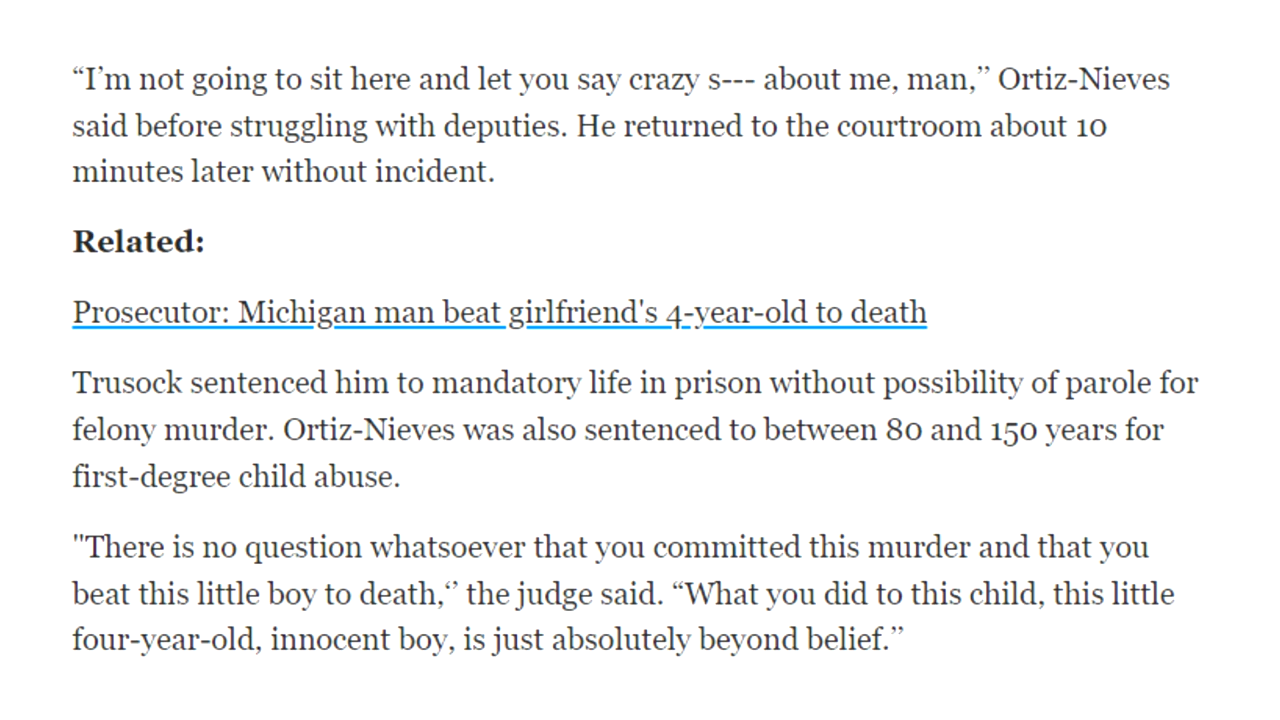 “I’m not going to sit here and let you say crazy s--- about me, man,” Ortiz-Nieves
said before struggling with deputies. He returned to the courtroom about 10
minutes later without incident.
Related:
Prosecutor: Michigan man beat girlfriend's 4-year-old to death
Trusock sentenced him to mandatory life in prison without possibility of parole for
felony murder. Ortiz-Nieves was also sentenced to between 80 and 150 years for
first-degree child abuse.
"There is no question whatsoever that you committed this murder and that you
beat this little boy to death,‘’ the judge said. “What you did to this child, this little
four-year-old, innocent boy, is just absolutely beyond belief.”